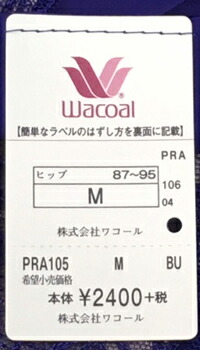 Wacoal®
【簡単なラベルのはずし方を裏面に記載】
PRA
ヒップ 87~95
M
106
04
株式会社ワコール
PRA105 M BU
希望小売価格
本体 ¥2400+税
株式会社ワコール